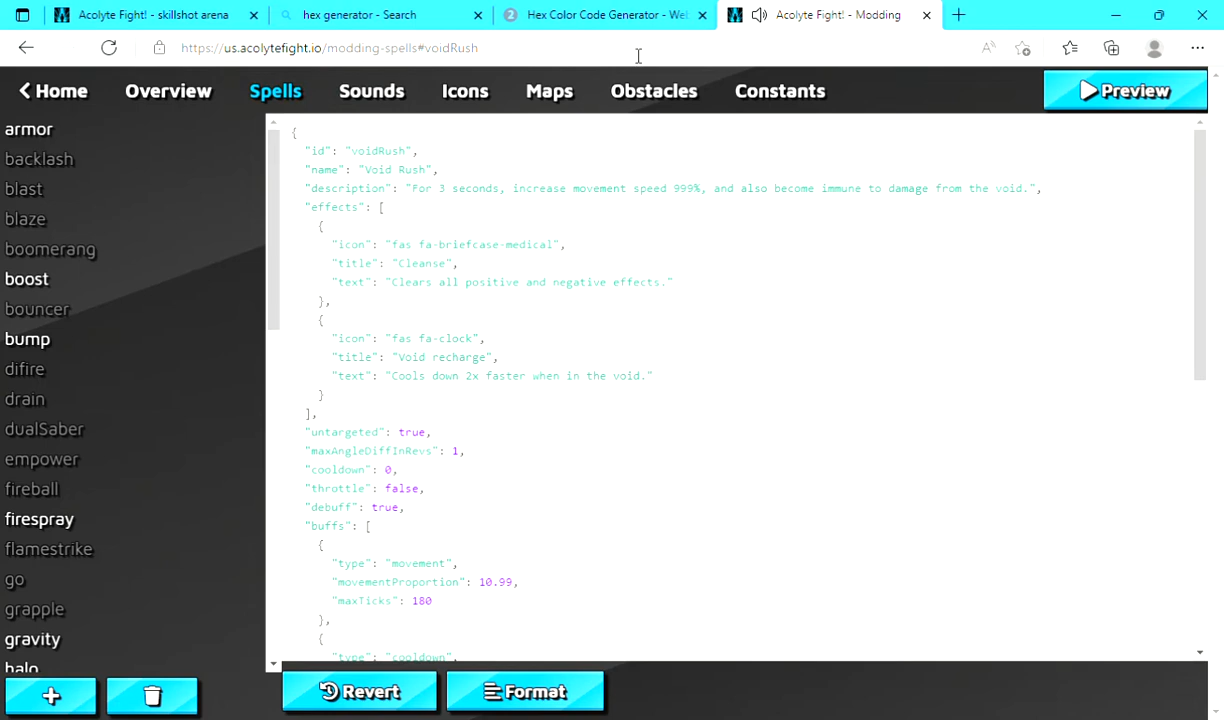 Acolyte Fight! - skillshot arena
hex generator - Search
2 Hex Color Code Generator - Web
Acolyte Fight! - Modding
https://us.acolytefight.io/modding-spells#voidRush
Home Overview Spells Sounds Icons Maps Obstacles Constants Preview
armor
backlash
blast
blaze
boomerang
boost
bouncer
bump
difire
drain
dualSaber
empower
fireball
firespray
flamestrike
go
grapple
gravity
halo
{
"id": "voidRush",
"name": "Void Rush",
"description": "For 3 seconds, increase movement speed 999%, and also become immune to damage from the void.",
"effects": [
{
"icon": "fas fa-briefcase-medical",
"title": "Cleanse",
"text": "Clears all positive and negative effects."
},
{
"icon": "fas fa-clock",
"title": "Void recharge",
"text": "Cools down 2x faster when in the void."
}
],
"untargeted": true,
"maxAngleDiffInRevs": 1,
"cooldown": 0,
"throttle": false,
"debuff": true,
"buffs": [
{
"type": "movement",
"movementProportion": 10.99,
"maxTicks": 180
},
{
"type": "cooldown",
Revert Format